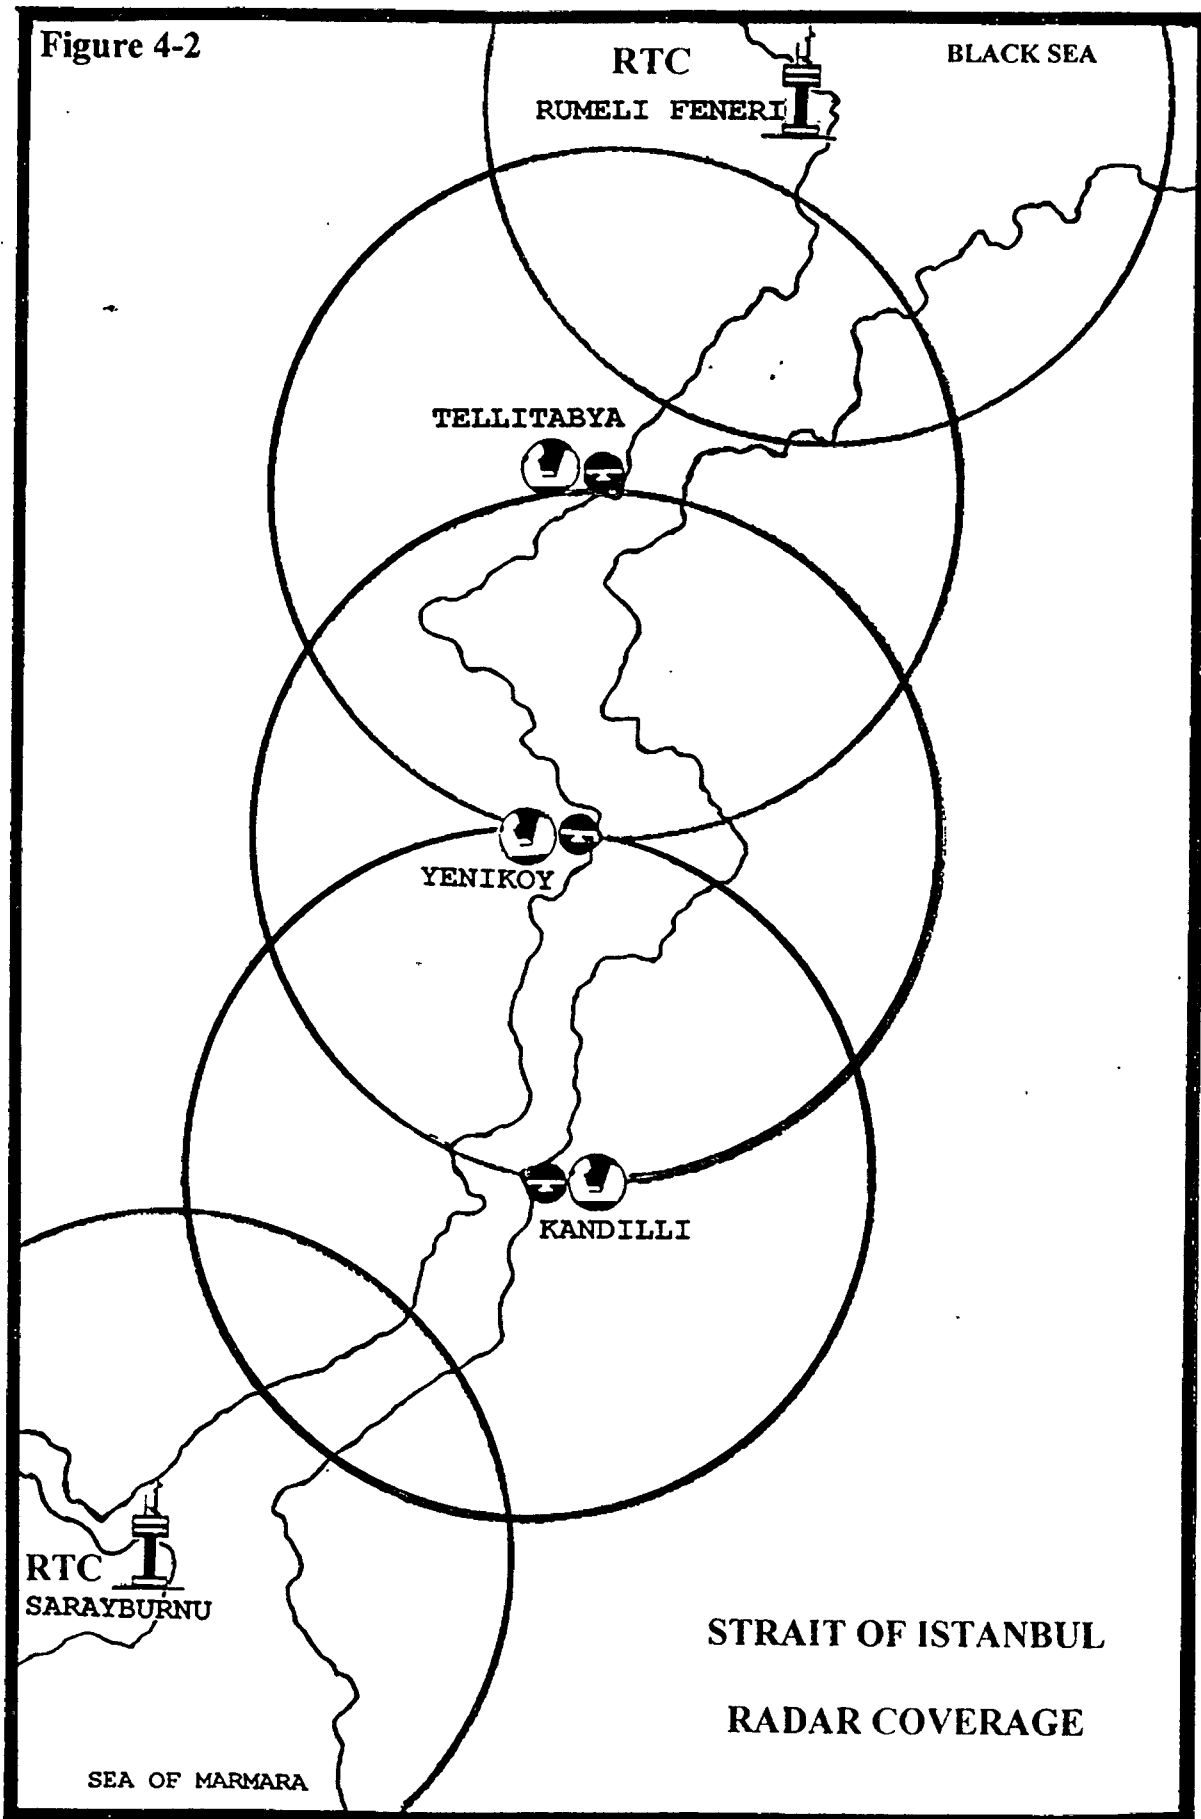 Figure 4-2
RTC
RUMELI FENERI
BLACK SEA
TELLITABYA
YENIKOY
KANDILLI
RTC
SARAYBURNU
STRAIT OF ISTANBUL
RADAR COVERAGE
SEA OF MARMARA